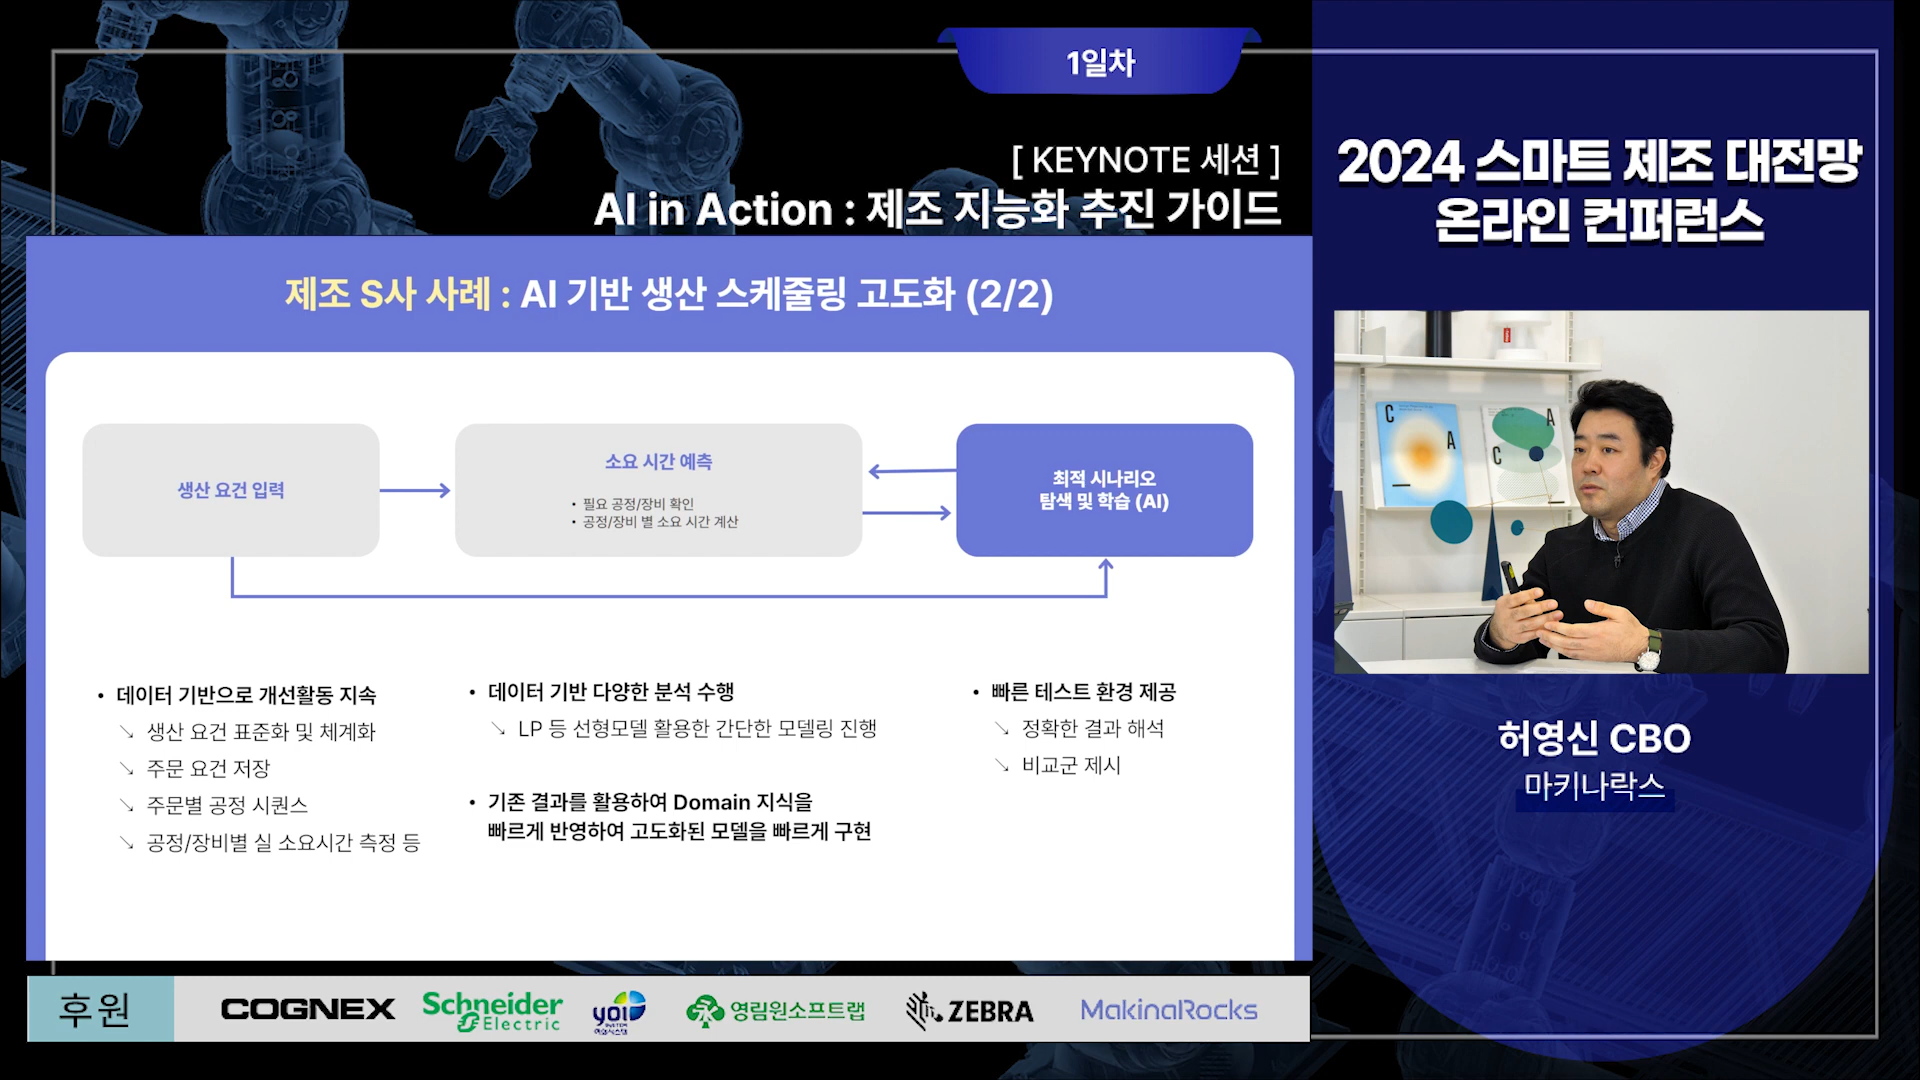 1일차
[ KEYNOTE 세션 ]
AI in Action : 제조 지능화 추진 가이드
2024 스마트 제조 대전망
온라인 컨퍼런스
제조 S사 사례 : AI 기반 생산 스케줄링 고도화 (2/2)
생산 요건 입력
소요 시간 예측
• 필요 공정/장비 확인
• 공정/장비 별 소요 시간 계산
최적 시나리오
탐색 및 학습 (AI)
• 데이터 기반으로 개선활동 지속
↘ 생산 요건 표준화 및 체계화
↘ 주문 요건 저장
↘ 주문별 공정 시퀀스
↘ 공정/장비별 실 소요시간 측정 등
• 데이터 기반 다양한 분석 수행
↘ LP 등 선형모델 활용한 간단한 모델링 진행
• 기존 결과를 활용하여 Domain 지식을
빠르게 반영하여 고도화된 모델을 빠르게 구현
• 빠른 테스트 환경 제공
↘ 정확한 결과 해석
↘ 비교군 제시
C
A
A
C
허영신 CBO
마키나락스
후원
COGNEX
Schneider
Electric
yoi
영림원소프트랩
ZEBRA
MakinaRocks